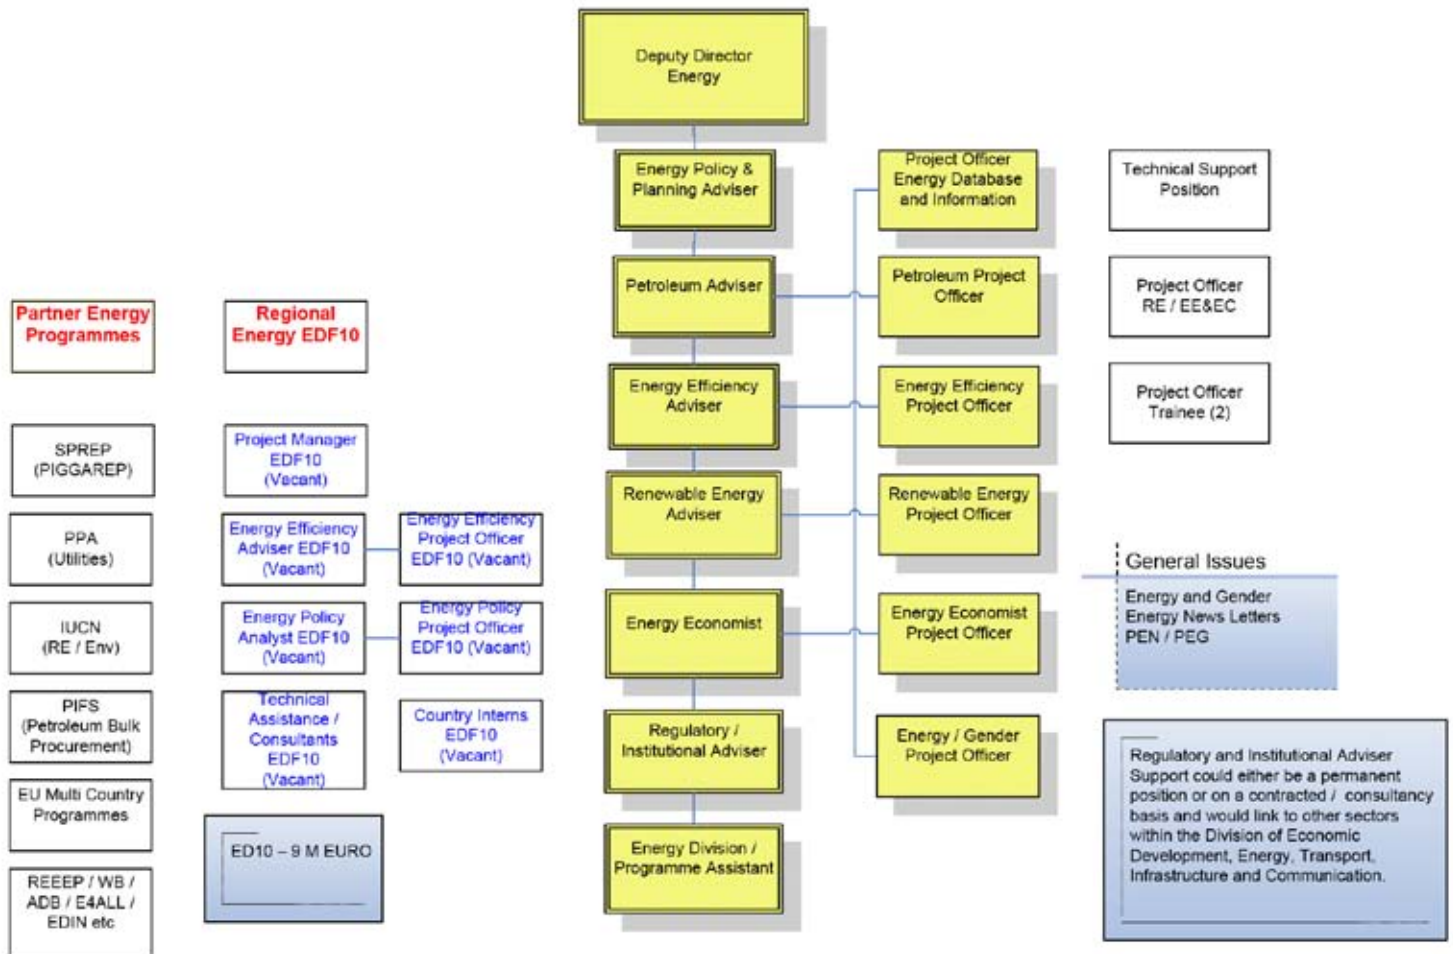 Deputy Director
Energy
Energy Policy &
Planning Adviser
Project Officer
Energy Database
and Information
Technical Support
Position
Petroleum Adviser
Petroleum Project
Officer
Project Officer
RE / EE&EC
Partner Energy
Programmes
Regional
Energy EDF10
Energy Efficiency
Adviser
Energy Efficiency
Project Officer
Project Officer
Trainee (2)
SPREP
(PIGGAREP)
Project Manager
EDF10
(Vacant)
Renewable Energy
Adviser
Renewable Energy
Project Officer
PPA
(Utilities)
Energy Efficiency
Adviser EDF10
(Vacant)
Energy Efficiency
Project Officer
EDF10 (Vacant)
General Issues
Energy and Gender
Energy News Letters
PEN / PEG
IUCN
(RE / Env)
Energy Policy
Analyst EDF10
(Vacant)
Energy Policy
Project Officer
EDF10 (Vacant)
Energy Economist
Energy Economist
Project Officer
PIFS
(Petroleum Bulk
Procurement)
Technical
Assistance /
Consultants
EDF10
(Vacant)
Country Interns
EDF10
(Vacant)
Regulatory /
Institutional Adviser
Energy / Gender
Project Officer
Regulatory and Institutional Adviser
Support could either be a permanent
position or on a contracted / consultancy
basis and would link to other sectors
within the Division of Economic
Development, Energy, Transport,
Infrastructure and Communication.
EU Multi Country
Programmes
ED10 – 9 M EURO
Energy Division /
Programme Assistant
REEEP / WB /
ADB / E4ALL /
EDIN etc